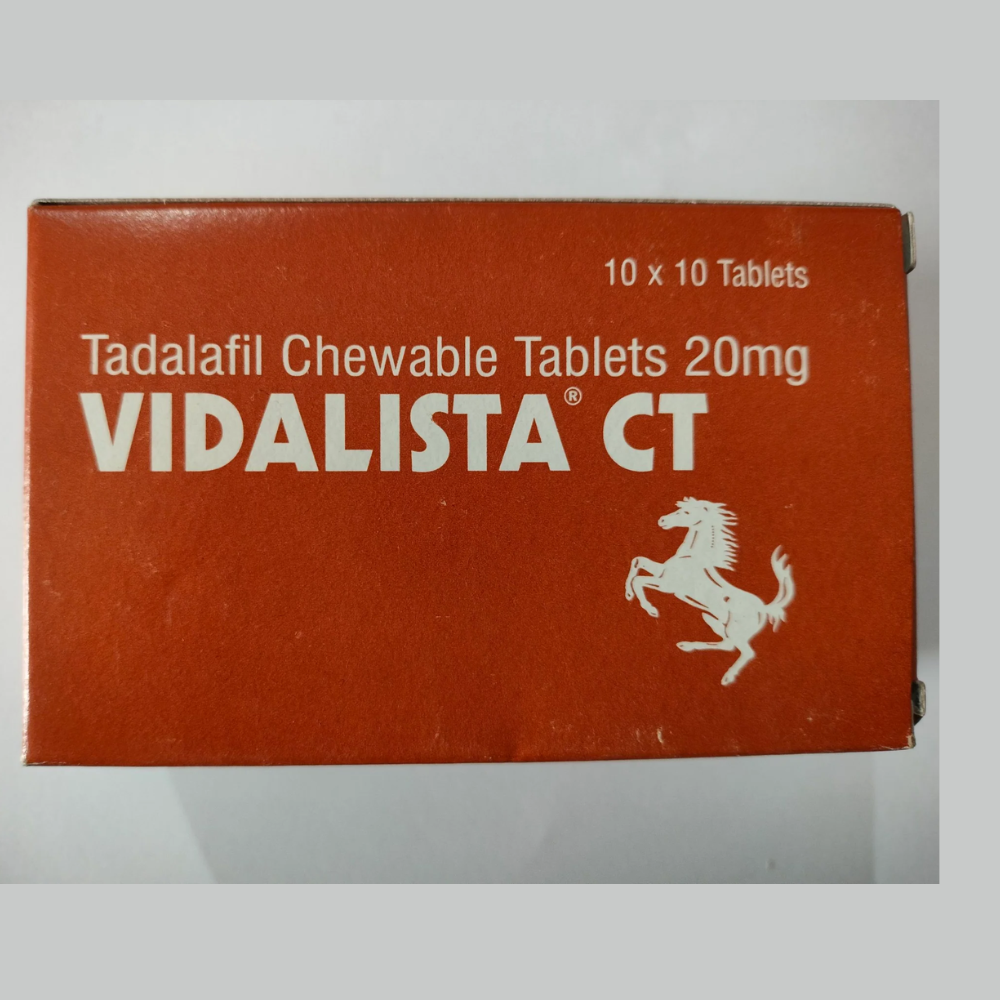 10 x 10 Tablets
Tadalafil Chewable Tablets 20mg
VIDALISTA® CT